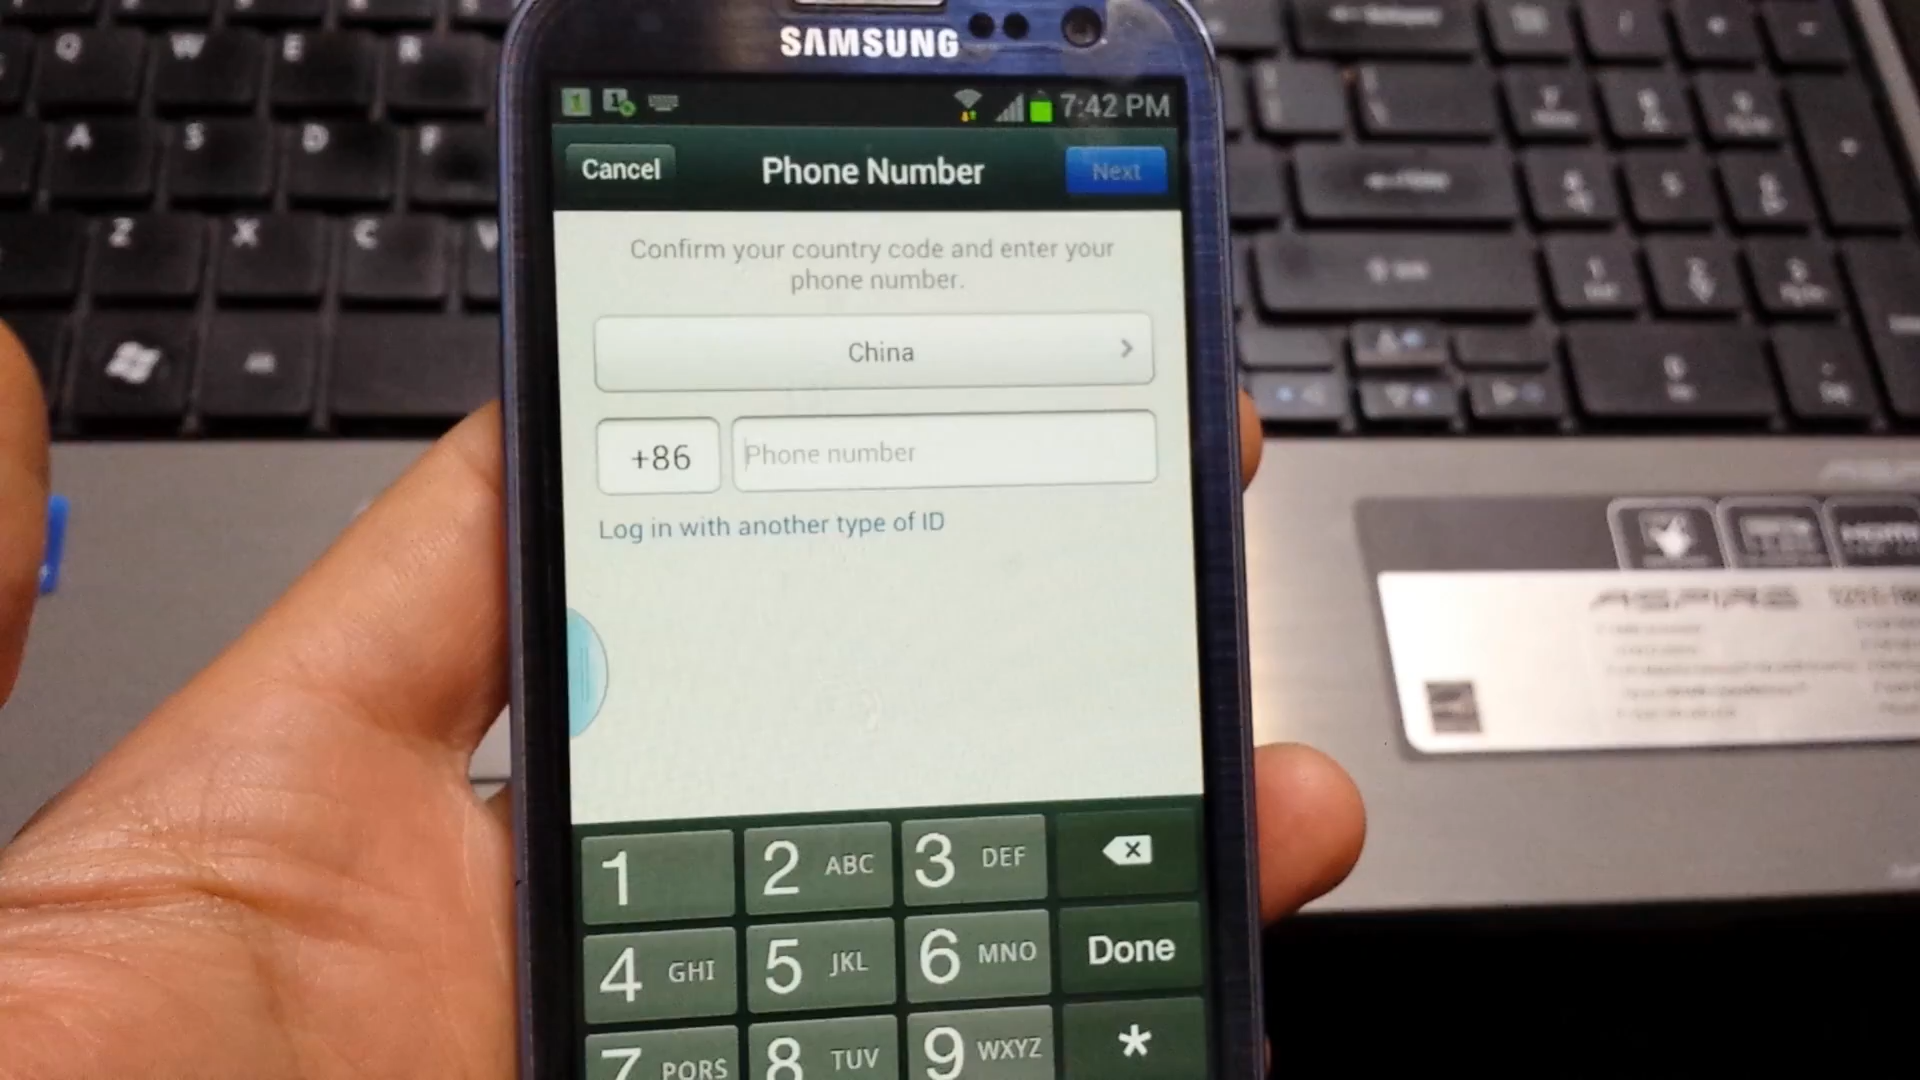 Q W E R
A S D F
Z X C V
SAMSUNG
7:42 PM
Cancel Phone Number Next
Confirm your country code and enter your
phone number.
China
+86 Phone number
Log in with another type of ID
1 2 ABC 3 DEF
4 GHI 5 JKL 6 MNO Done
7 PQRS 8 TUV 9 WXYZ *
ASPIRE